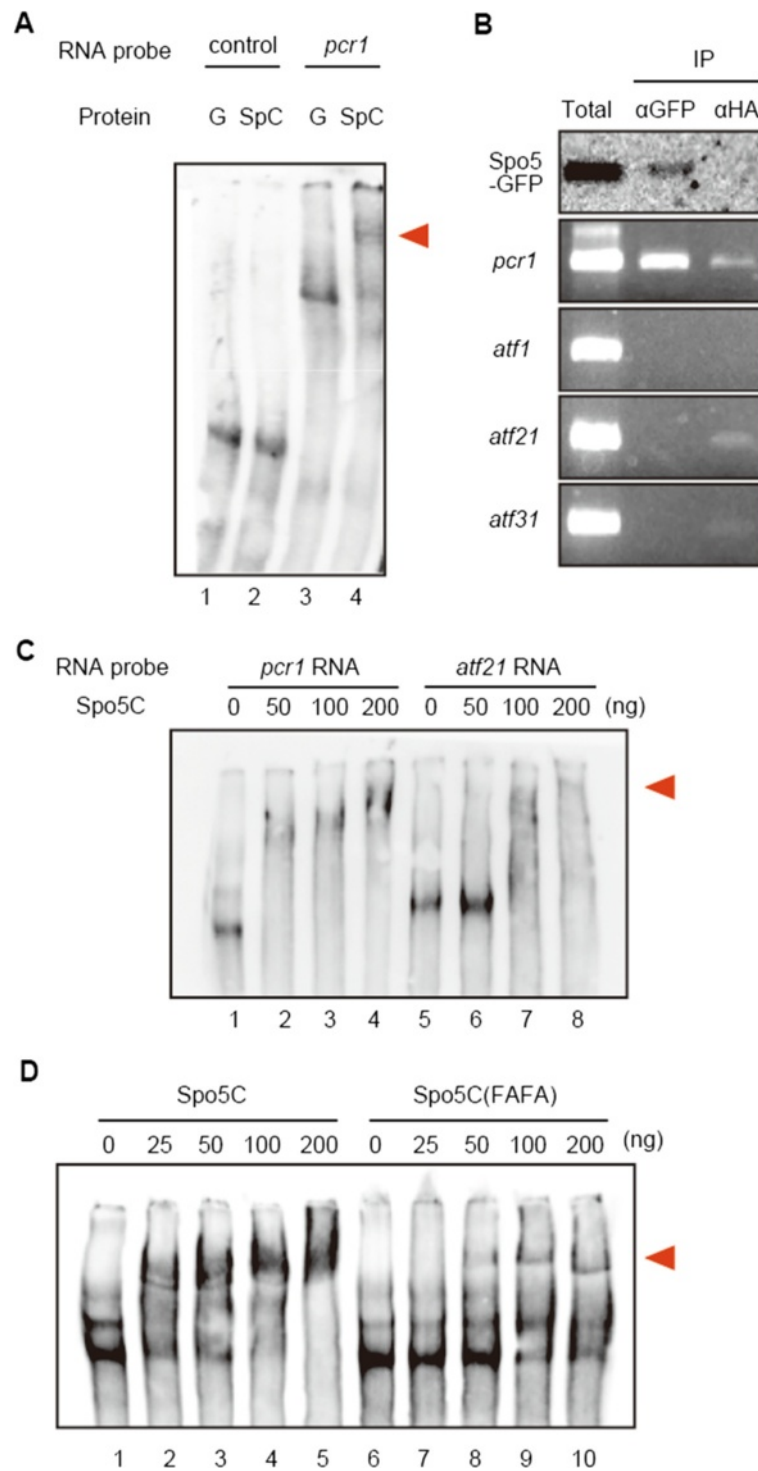 A
RNA probe control pcr1
Protein G SpC G SpC
1 2 3 4
B
IP
Total αGFP αHA
Spo5
-GFP
pcr1
atf1
atf21
atf31
C
RNA probe pcr1 RNA atf21 RNA
Spo5C 0 50 100 200 0 50 100 200 (ng)
1 2 3 4 5 6 7 8
D
Spo5C Spo5C(FAFA)
0 25 50 100 200 0 25 50 100 200 (ng)
1 2 3 4 5 6 7 8 9 10